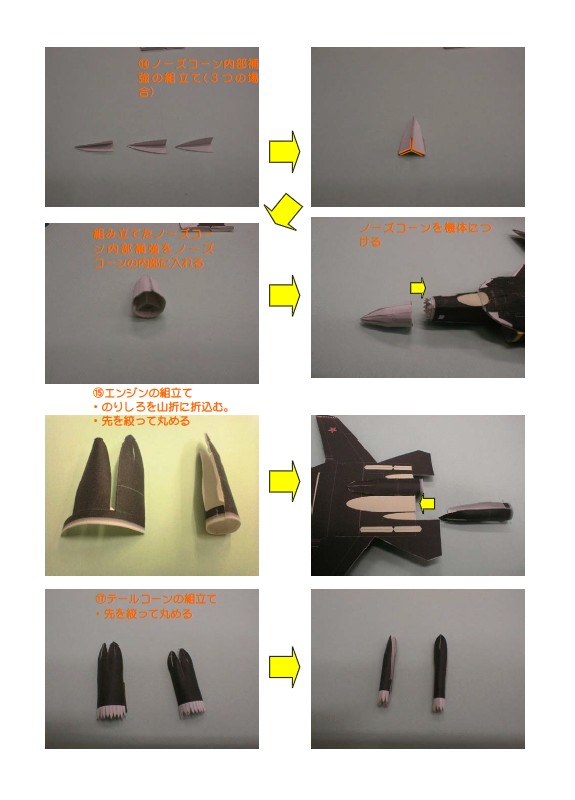 ⑭ノーズコーン内部補
強の組立て(3つの場
合)
組み立てたノーズコー
ン内部補強をノーズ
コーンの内部に入れる
ノーズコーンを機体につ
ける
⑮エンジンの組立て
・のりしろを山折に折込む。
・先を絞って丸める
⑰テールコーンの組立て
・先を絞って丸める